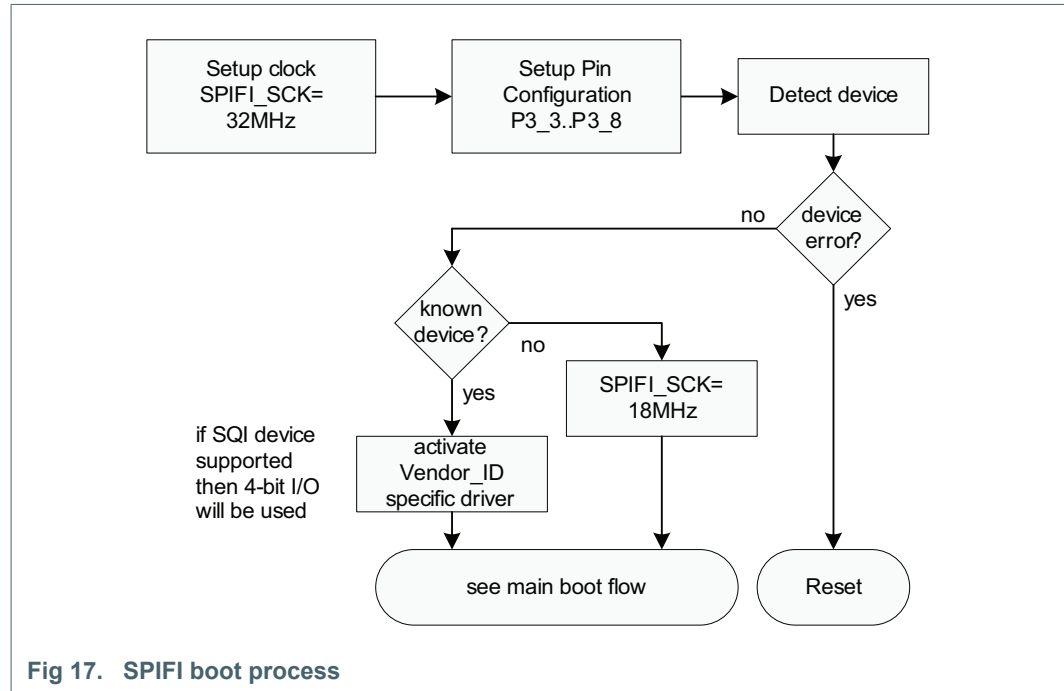 Setup clock
SPIFI_SCK=
32MHz
Setup Pin
Configuration
P3_3..P3_8
Detect device
device
error?
no
yes
known
device?
no
yes
SPIFI_SCK=
18MHz
if SQI device
supported
then 4-bit I/O
will be used
activate
Vendor_ID
specific driver
see main boot flow
Reset
Fig 17. SPIFI boot process